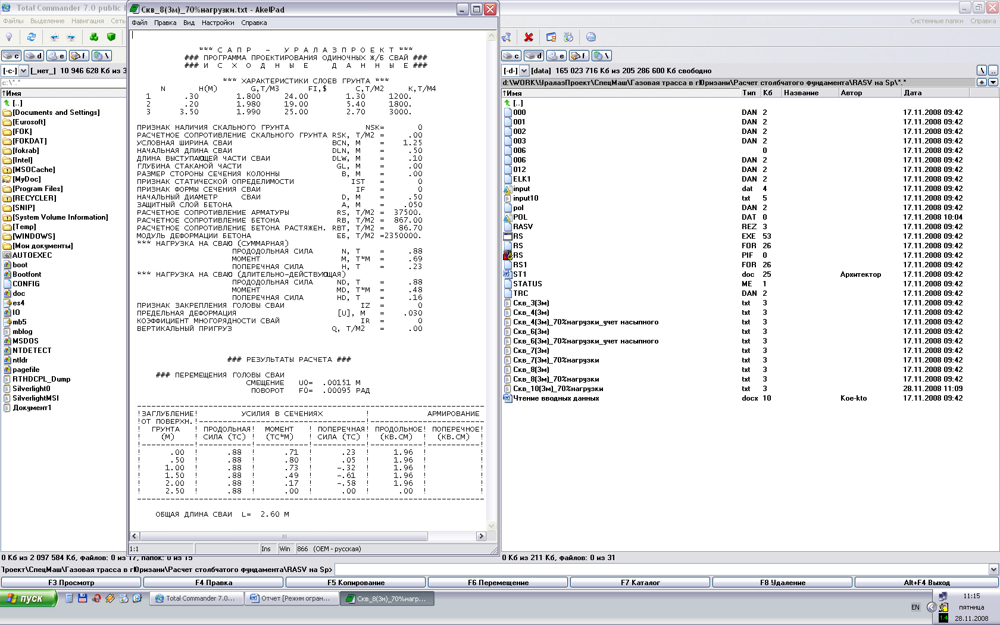 Total Commander 7.0 public
Скв_8(3м)_70%нагрузки.txt - AkelPad
Файлы Выделение Навигация Сеть
Файл Правка Вид Настройки Справка
Системные папки Справка
c d e f \
c d e f \
[-c-] [_нет_] 10 946 628 Кб из
[-d-] [data] 165 023 716 Кб из 205 286 600 Кб свободно
\ ..
c:\*.*
d:\WORK\УралазПроект\СпецМаш\Газовая трасса в гЮризани\Расчет столбчатого фундамента\RASV на Sp\*.*
↑Имя
[..]
[Documents and Settings]
[Eurosoft]
[FOK]
[FOKDAT]
[fokrab]
[Intel]
[MSOCache]
[MyDoc]
[Program Files]
[RECYCLER]
[SNIP]
[System Volume Information]
[Temp]
[WINDOWS]
[Мои документы]
AUTOEXEC
boot
Bootfont
CONFIG
doc
es4
IO
mb5
mblog
MSDOS
NTDETECT
ntldr
pagefile
RTHDCPL_Dump
Silverlight0
SilverlightMSI
Документ1
*** С А П Р - У Р А Л А З П Р О Е К Т ***
### ПРОГРАММА ПРОЕКТИРОВАНИЯ ОДИНОЧНЫХ Ж/Б СВАЙ ###
### И С Х О Д Н Ы Е Д А Н Н Ы Е ###
*** ХАРАКТЕРИСТИКИ СЛОЕВ ГРУНТА ***
N H(M) G,T/M3 FI,$ C,T/M2 K,T/M4
1 .30 1.800 24.00 1.30 1200.
2 .20 1.980 19.00 5.40 1800.
3 3.50 1.990 25.00 2.70 3000.
ПРИЗНАК НАЛИЧИЯ СКАЛЬНОГО ГРУНТА NSK= 0
РАСЧЕТНОЕ СОПРОТИВЛЕНИЕ СКАЛЬНОГО ГРУНТА RSK, T/M2 = .00
УСЛОВНАЯ ШИРИНА СВАИ BCN, M = 1.25
НАЧАЛЬНАЯ ДЛИНА СВАИ DLN, M = .50
ДЛИНА ВЫСТУПАЮЩЕЙ ЧАСТИ СВАИ DLW, M = .10
ГЛУБИНА СТАКАНОЙ ЧАСТИ GL, M = .00
РАЗМЕР СТОРОНЫ СЕЧЕНИЯ КОЛОННЫ B, M = .00
ПРИЗНАК СТАТИЧЕСКОЙ ОПРЕДЕЛИМОСТИ IST = 0
ПРИЗНАК ФОРМЫ СЕЧЕНИЯ СВАИ IF = 0
НАЧАЛЬНЫЙ ДИАМЕТР СВАИ D, M = .50
ЗАЩИТНЫЙ СЛОЙ БЕТОНА A, M = .050
РАСЧЕТНОЕ СОПРОТИВЛЕНИЕ АРМАТУРЫ RS, T/M2 = 37500.
РАСЧЕТНОЕ СОПРОТИВЛЕНИЕ БЕТОНА RB, T/M2 = 867.00
РАСЧЕТНОЕ СОПРОТИВЛЕНИЕ БЕТОНА РАСТЯЖЕН. RBT, T/M2 = 86.70
МОДУЛЬ ДЕФОРМАЦИИ БЕТОНА ЕБ, T/M2 =2350000.
*** НАГРУЗКА НА СВАЮ (СУММАРНАЯ)
ПРОДОДЬНАЯ СИЛА N, T = .88
МОМЕНТ M, T*M = .69
ПОПЕРЕЧНАЯ СИЛА H, T = .23
*** НАГРУЗКА НА СВАЮ (ДЛИТЕЛЬНО-ДЕЙСТВУЮЩАЯ)
ПРОДОДЬНАЯ СИЛА ND, T = .88
МОМЕНТ MD, T*M = .48
ПОПЕРЕЧНАЯ СИЛА HD, T = .16
ПРИЗНАК ЗАКРЕПЛЕНИЯ ГОЛОВЫ СВАИ IZ = 0
ПРЕДЕЛЬНАЯ ДЕФОРМАЦИЯ [U], M = .030
КОЭФФИЦИЕНТ МНОГОРЯДНОСТИ СВАЙ IR = 0
ВЕРТИКАЛЬНЫЙ ПРИГРУЗ Q, T/M2 = .00
### РЕЗУЛЬТАТЫ РАСЧЕТА ###
### ПЕРЕМЕЩЕНИЯ ГОЛОВЫ СВАИ
СМЕЩЕНИЕ U0= .00151 М
ПОВОРОТ F0= .00095 РАД
!ЗАГЛУБЛЕНИЕ! УСИЛИЯ В СЕЧЕНИЯХ ! АРМИРОВАНИЕ
!ОТ ПОВЕРХН.!
! ГРУНТА ! ПРОДОЛЬНАЯ! МОМЕНТ ! ПОПЕРЕЧНАЯ! ПРОДОЛЬНОЕ! ПОПЕРЕЧНОЕ!
! (М) ! СИЛА (ТС) ! (ТС*М) ! СИЛА (ТС) ! (КВ.СМ) ! (КВ.СМ) !
! .00 ! .88 ! .71 ! .23 ! 1.96 ! !
! .50 ! .88 ! .80 ! .05 ! 1.96 ! !
! 1.00 ! .88 ! .73 ! -.32 ! 1.96 ! !
! 1.50 ! .88 ! .49 ! -.61 ! 1.96 ! !
! 2.00 ! .88 ! .17 ! -.58 ! 1.96 ! !
! 2.50 ! .88 ! .00 ! .00 ! .00 ! !
ОБЩАЯ ДЛИНА СВАИ L= 2.60 М
1:1 Ins Win 866 (OEM - русская)
↑Имя Тип Кб Название Автор Дата
[..]
000 DAN 2 17.11.2008 09:42
001 DAN 2 17.11.2008 09:42
002 DAN 2 17.11.2008 09:42
003 DAN 2 17.11.2008 09:42
006 0 17.11.2008 09:42
006 DAN 2 17.11.2008 09:42
012 DAN 2 17.11.2008 09:42
ELK1 DAN 2 17.11.2008 09:42
input dat 4 17.11.2008 09:42
input10 txt 5 17.11.2008 09:42
pol DAN 2 17.11.2008 09:42
POL DAT 0 17.11.2008 10:04
RASV REZ 3 17.11.2008 09:42
RS EXE 53 17.11.2008 09:42
RS FOR 26 17.11.2008 09:42
RS PIF 0 17.11.2008 09:42
RS1 FOR 26 17.11.2008 09:42
ST1 doc 25 Архитектор 17.11.2008 09:42
STATUS ME 1 17.11.2008 09:42
TRC DAN 2 17.11.2008 09:42
Скв_3(3м) txt 3 17.11.2008 09:42
Скв_4(3м) txt 3 17.11.2008 09:42
Скв_4(3м)_70%нагрузки_учет насыпного txt 3 17.11.2008 09:42
Скв_6(3м) txt 3 17.11.2008 09:42
Скв_6(3м)_70%нагрузки_учет насыпного txt 3 17.11.2008 09:42
Скв_7(3м) txt 3 17.11.2008 09:42
Скв_7(3м)_70%нагрузки txt 3 17.11.2008 09:42
Скв_8(3м) txt 3 17.11.2008 09:42
Скв_8(3м)_70%нагрузки txt 3 17.11.2008 09:42
Скв_10(3м)_70%нагрузки txt 3 28.11.2008 11:09
Чтение вводных данных docx 10 Koe-kto 17.11.2008 09:42
0 Кб из 2 097 584 Кб, файлов: 0 из 17, папок: 0 из 15
0 Кб из 211 Кб, файлов: 0 из 31
Проект\СпецМаш\Газовая трасса в гЮризани\Расчет столбчатого фундамента\RASV на Sp>
F3 Просмотр F4 Правка F5 Копирование F6 Перемещение F7 Каталог F8 Удаление Alt+F4 Выход
пуск
Total Commander 7.0...
Отчет [Режим огран...
Скв_8(3м)_70%нагр...
EN
11:15
пятница
28.11.2008
1.4